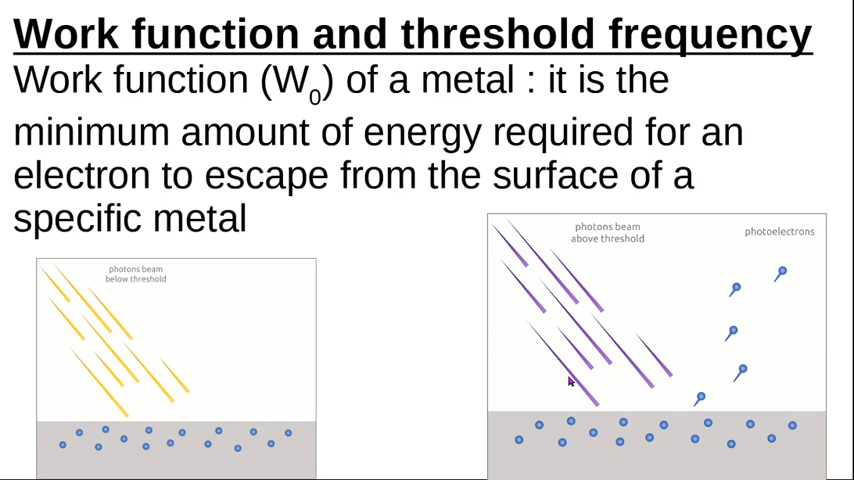 Work function and threshold frequency
Work function (W0) of a metal : it is the
minimum amount of energy required for an
electron to escape from the surface of a
specific metal
photons beam
below threshold
photons beam
above threshold
photoelectrons